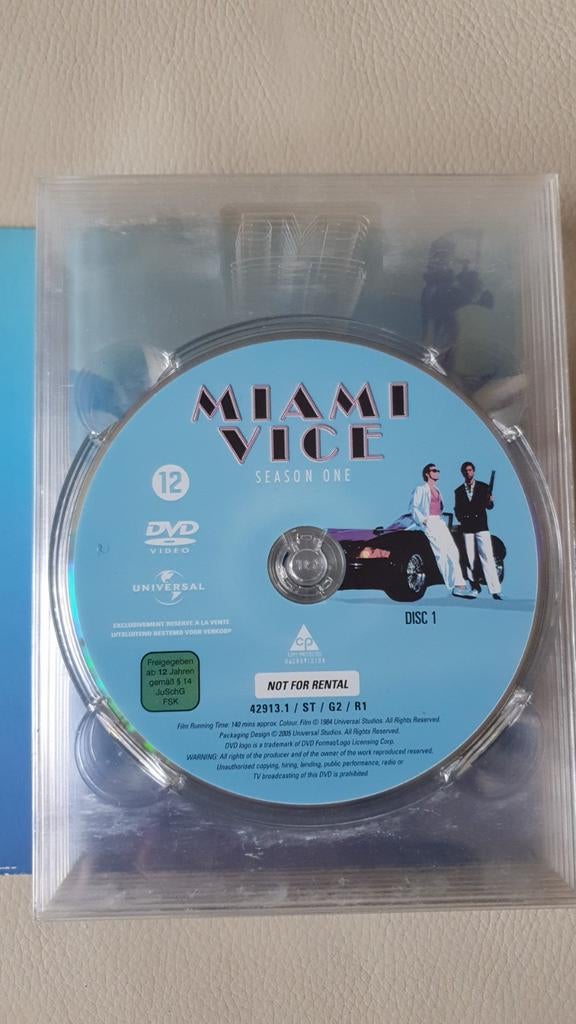 MIAMI
VICE
SEASON ONE
12
DVD
VIDEO
UNIVERSAL
DISC 1
EXCLUSIVEMENT RESERVE A LA VENTE
UITSLUITEND BESTEMD VOOR VERKOOP
cp
COPY PROTECTED
MACROVISION
Freigegeben
ab 12 Jahren
gemäß § 14
JuSchG
FSK
NOT FOR RENTAL
42913.1 / ST / G2 / R1
Film Running Time: 140 mins approx. Colour. Film © 1984 Universal Studios. All Rights Reserved.
Packaging Design © 2005 Universal Studios. All Rights Reserved.
DVD logo is a trademark of DVD Format/Logo Licensing Corp.
WARNING: All rights of the producer and of the owner of the work reproduced reserved.
Unauthorised copying, hiring, lending, public performance, radio or
TV broadcasting of this DVD is prohibited